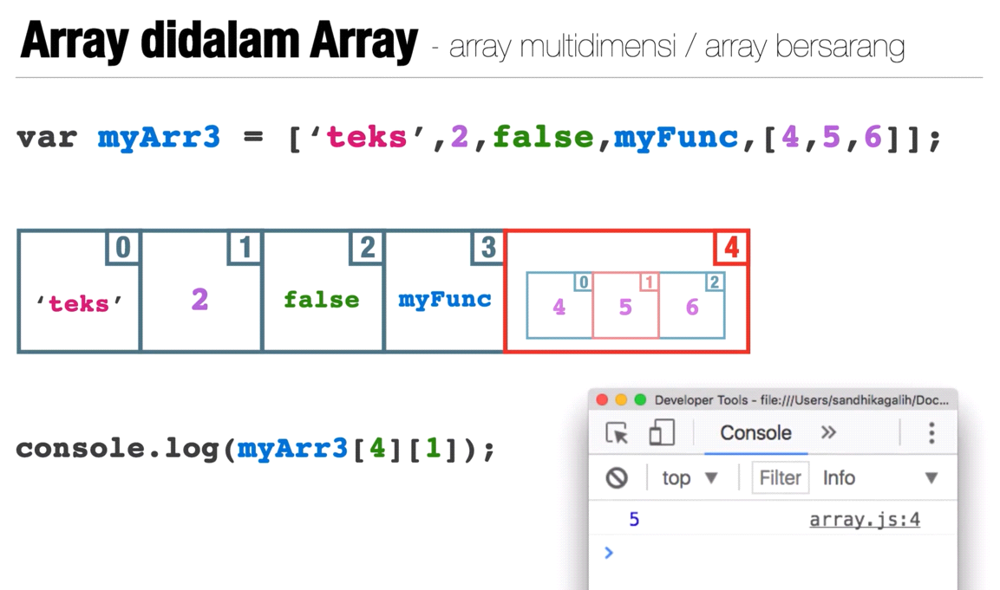 Array didalam Array - array multidimensi / array bersarang
var myArr3 = [‘teks’,2,false,myFunc,[4,5,6]];
0 1 2 3 4
0 1 2
‘teks’ 2 false myFunc 4 5 6
console.log(myArr3[4][1]);
Developer Tools - file:///Users/sandhikagalih/Doc...
Console »
top ▼ Filter Info ▼
5 array.js:4
>